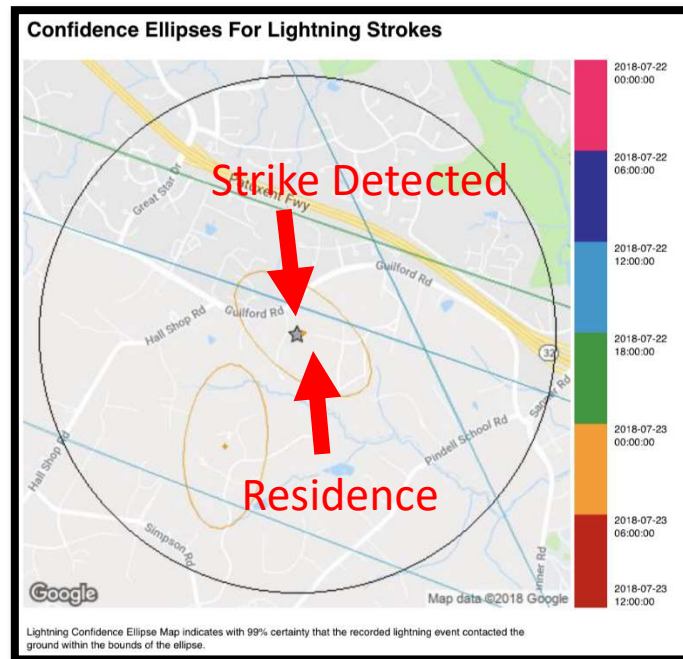 Confidence Ellipses For Lightning Strokes
2018-07-22
00:00:00
2018-07-22
06:00:00
2018-07-22
12:00:00
2018-07-22
18:00:00
2018-07-23
00:00:00
2018-07-23
06:00:00
2018-07-23
12:00:00
Strike Detected
Great Star Dr
Patuxent Fwy
Guilford Rd
Hall Shop Rd
Guilford Rd
32
Sanner Rd
Pindell School Rd
Residence
Hall Shop Rd
Simpson Rd
nner Rd
Google
Map data ©2018 Google
Lightning Confidence Ellipse Map indicates with 99% certainty that the recorded lightning event contacted the
ground within the bounds of the ellipse.